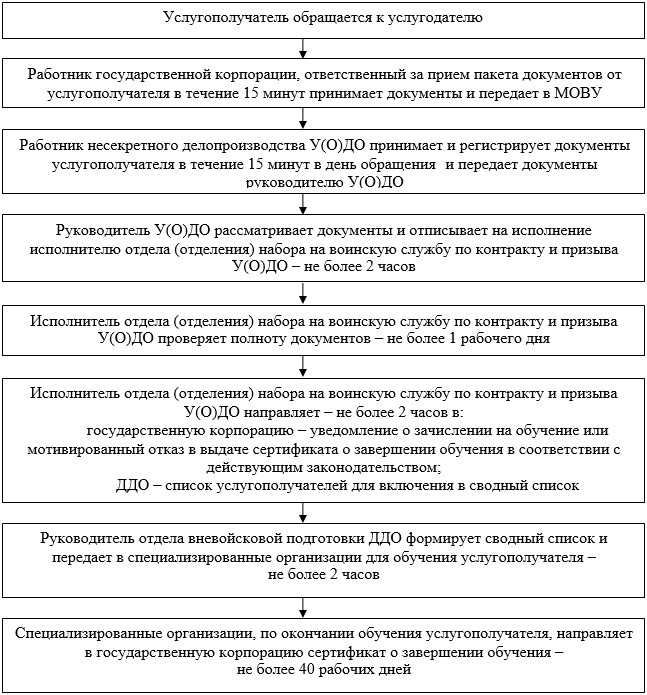 Услугополучатель обращается к услугодателю
Работник государственной корпорации, ответственный за прием пакета документов от
услугополучателя в течение 15 минут принимает документы и передает в МОВУ
Работник несекретного делопроизводства У(О)ДО принимает и регистрирует документы
услугополучателя в течение 15 минут в день обращения и передает документы
руководителю У(О)ДО
Руководитель У(О)ДО рассматривает документы и отписывает на исполнение
исполнителю отдела (отделения) набора на воинскую службу по контракту и призыва
У(О)ДО – не более 2 часов
Исполнитель отдела (отделения) набора на воинскую службу по контракту и призыва
У(О)ДО проверяет полноту документов – не более 1 рабочего дня
Исполнитель отдела (отделения) набора на воинскую службу по контракту и призыва
У(О)ДО направляет – не более 2 часов в:
государственную корпорацию – уведомление о зачислении на обучение или
мотивированный отказ в выдаче сертификата о завершении обучения в соответствии с
действующим законодательством;
ДДО – список услугополучателей для включения в сводный список
Руководитель отдела вневойсковой подготовки ДДО формирует сводный список и
передает в специализированные организации для обучения услугополучателя –
не более 2 часов
Специализированные организации, по окончании обучения услугополучателя, направляет
в государственную корпорацию сертификат о завершении обучения –
не более 40 рабочих дней